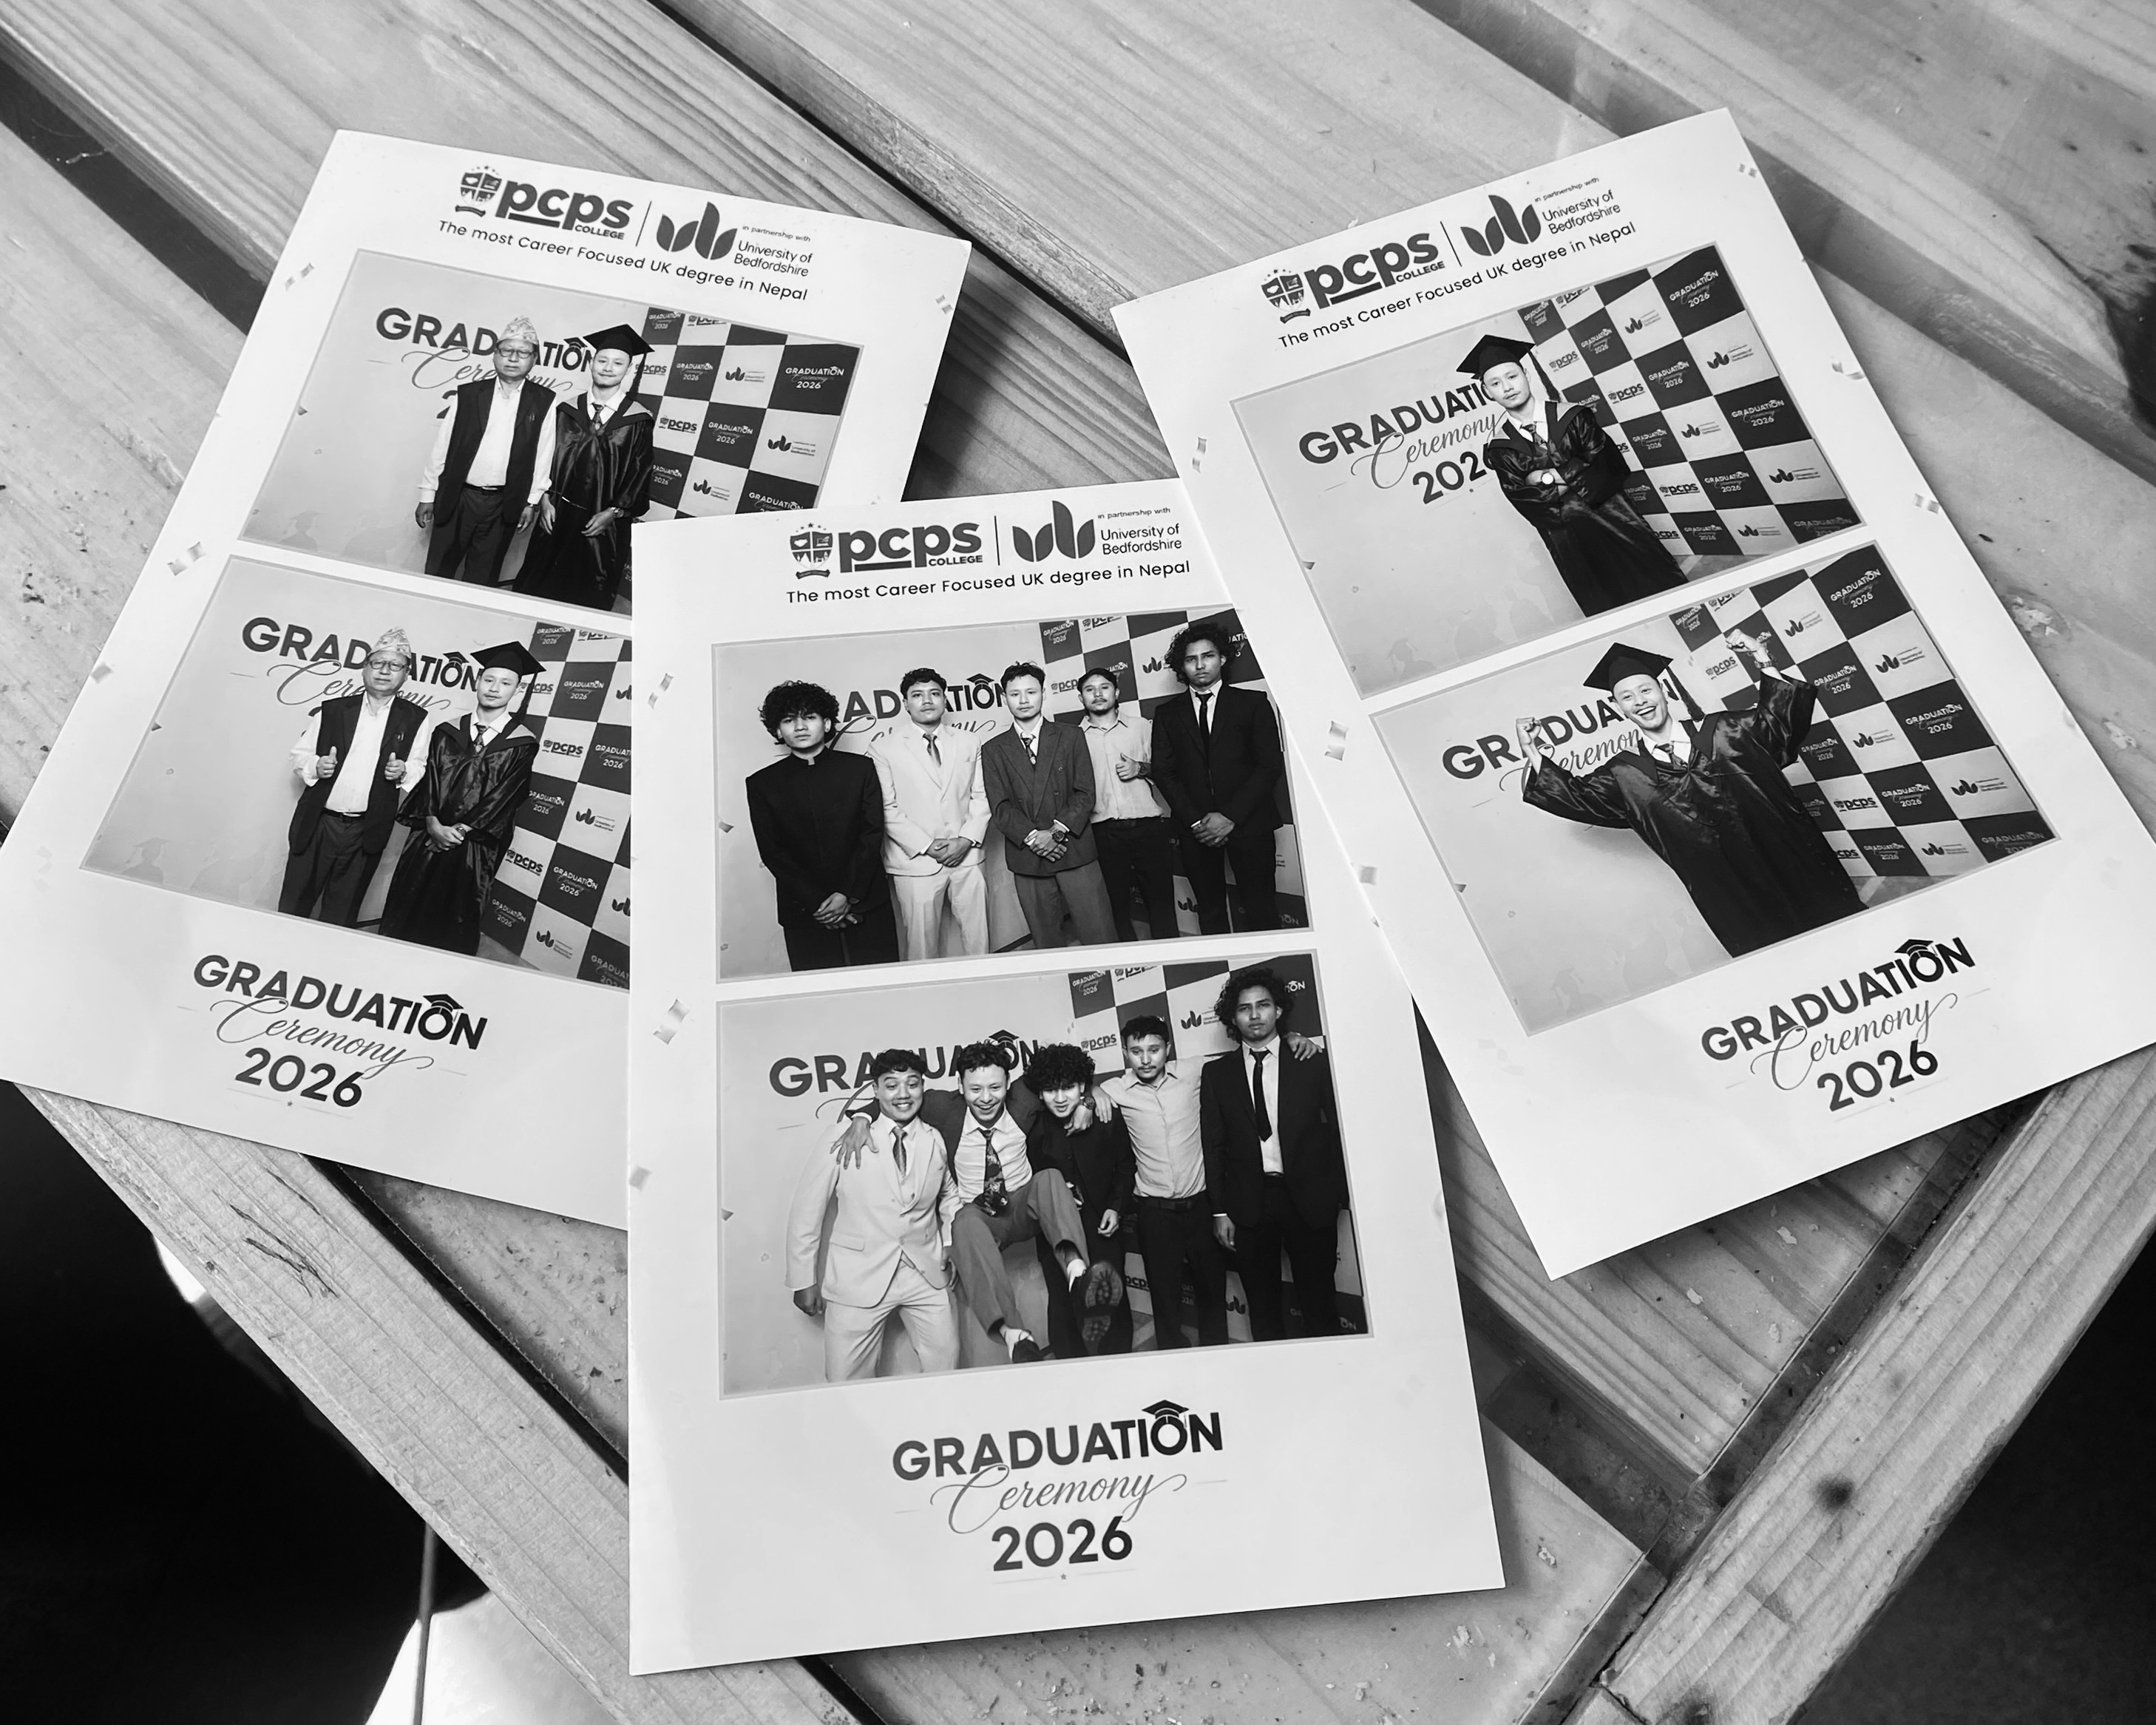 pcps
COLLEGE
in partnership with
University of
Bedfordshire
The most Career Focused UK degree in Nepal
GRADUATION
Ceremony
2026
pcps
COLLEGE
in partnership with
University of
Bedfordshire
The most Career Focused UK degree in Nepal
GRADUATION
Ceremony
2026
pcps
COLLEGE
in partnership with
University of
Bedfordshire
The most Career Focused UK degree in Nepal
GRADUATION
Ceremony
2026